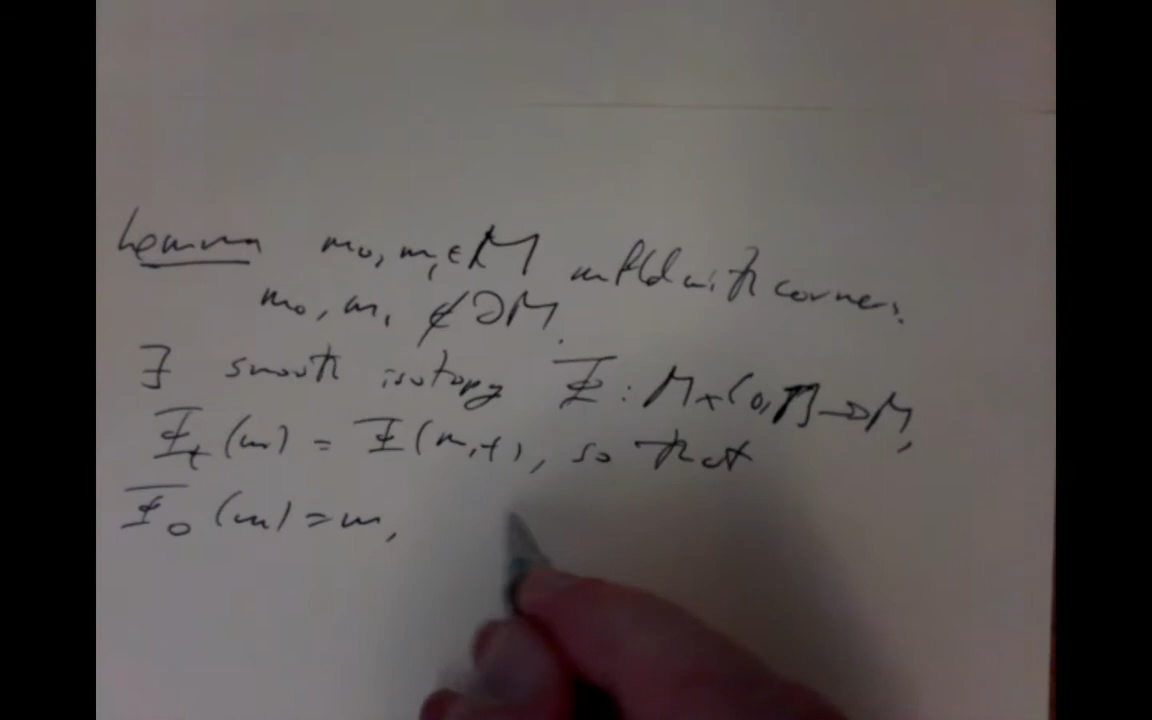 Lemma m₀, m₁ ∈ M mfld with corners.
m₀, m₁ ∉ ∂M.
∃ smooth isotopy Φ : M × [0,1] → M,
Φₜ(m) = Φ(m,t), so that
Φ₀(m) = m,